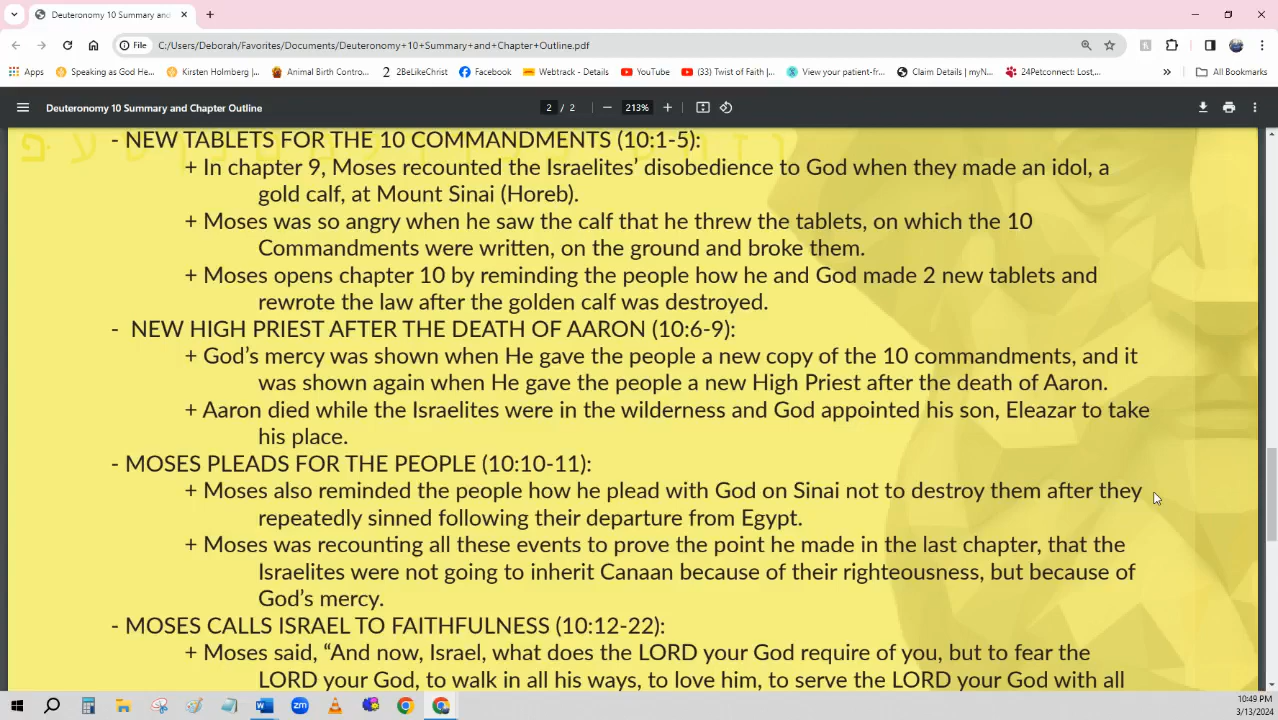 Deuteronomy 10 Summary and
File
C:/Users/Deborah/Favorites/Documents/Deuteronomy+10+Summary+and+Chapter+Outline.pdf
Apps
Speaking as God He...
Kirsten Holmberg |...
Animal Birth Contro...
2BeLikeChrist
Facebook
Webtrack - Details
YouTube
(33) Twist of Faith |...
View your patient-fr...
Claim Details | myN...
24Petconnect: Lost,...
»
All Bookmarks
Deuteronomy 10 Summary and Chapter Outline
2 / 2
213%
- NEW TABLETS FOR THE 10 COMMANDMENTS (10:1-5):
+ In chapter 9, Moses recounted the Israelites' disobedience to God when they made an idol, a
gold calf, at Mount Sinai (Horeb).
+ Moses was so angry when he saw the calf that he threw the tablets, on which the 10
Commandments were written, on the ground and broke them.
+ Moses opens chapter 10 by reminding the people how he and God made 2 new tablets and
rewrote the law after the golden calf was destroyed.
- NEW HIGH PRIEST AFTER THE DEATH OF AARON (10:6-9):
+ God's mercy was shown when He gave the people a new copy of the 10 commandments, and it
was shown again when He gave the people a new High Priest after the death of Aaron.
+ Aaron died while the Israelites were in the wilderness and God appointed his son, Eleazar to take
his place.
- MOSES PLEADS FOR THE PEOPLE (10:10-11):
+ Moses also reminded the people how he plead with God on Sinai not to destroy them after they
repeatedly sinned following their departure from Egypt.
+ Moses was recounting all these events to prove the point he made in the last chapter, that the
Israelites were not going to inherit Canaan because of their righteousness, but because of
God's mercy.
- MOSES CALLS ISRAEL TO FAITHFULNESS (10:12-22):
+ Moses said, “And now, Israel, what does the LORD your God require of you, but to fear the
LORD your God, to walk in all his ways, to love him, to serve the LORD your God with all
10:49 PM
3/13/2024